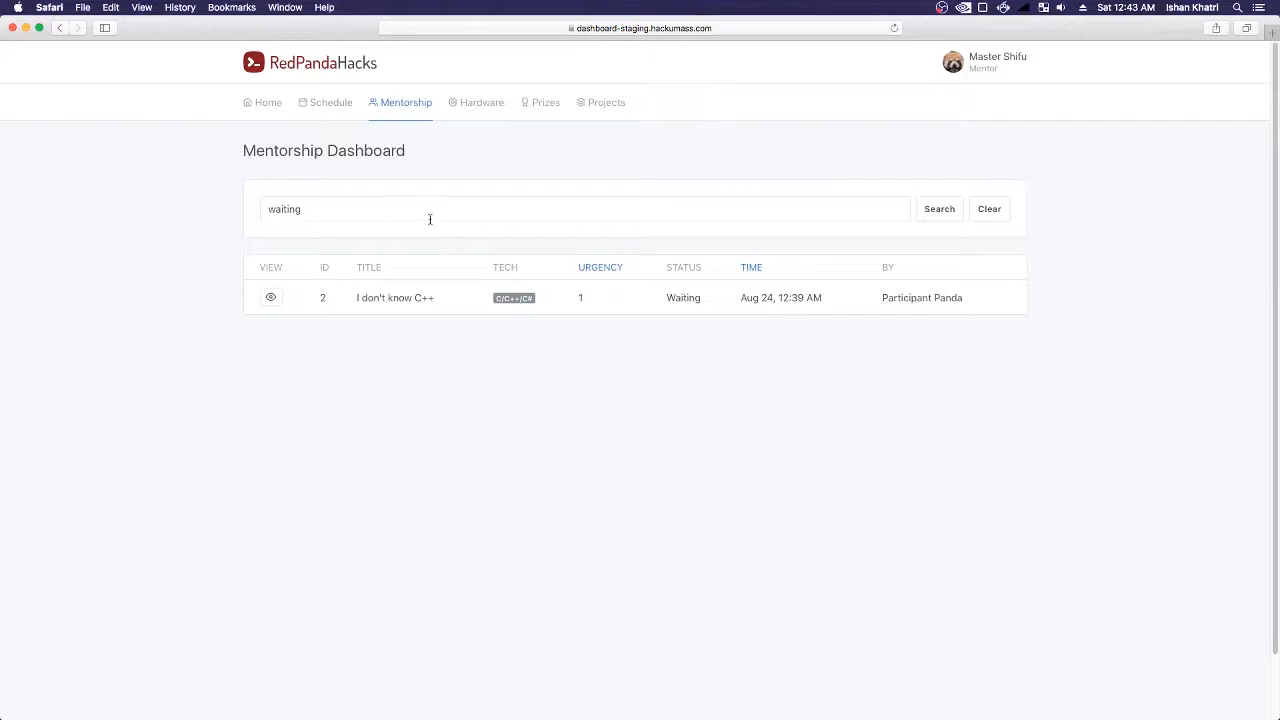 Safari File Edit View History Bookmarks Window Help Sat 12:43 AM Ishan Khatri
dashboard-staging.hackumass.com
RedPandaHacks
Master Shifu
Mentor
Home Schedule Mentorship Hardware Prizes Projects
Mentorship Dashboard
waiting Search Clear
VIEW ID TITLE TECH URGENCY STATUS TIME BY
2 I don't know C++ C/C++/C# 1 Waiting Aug 24, 12:39 AM Participant Panda